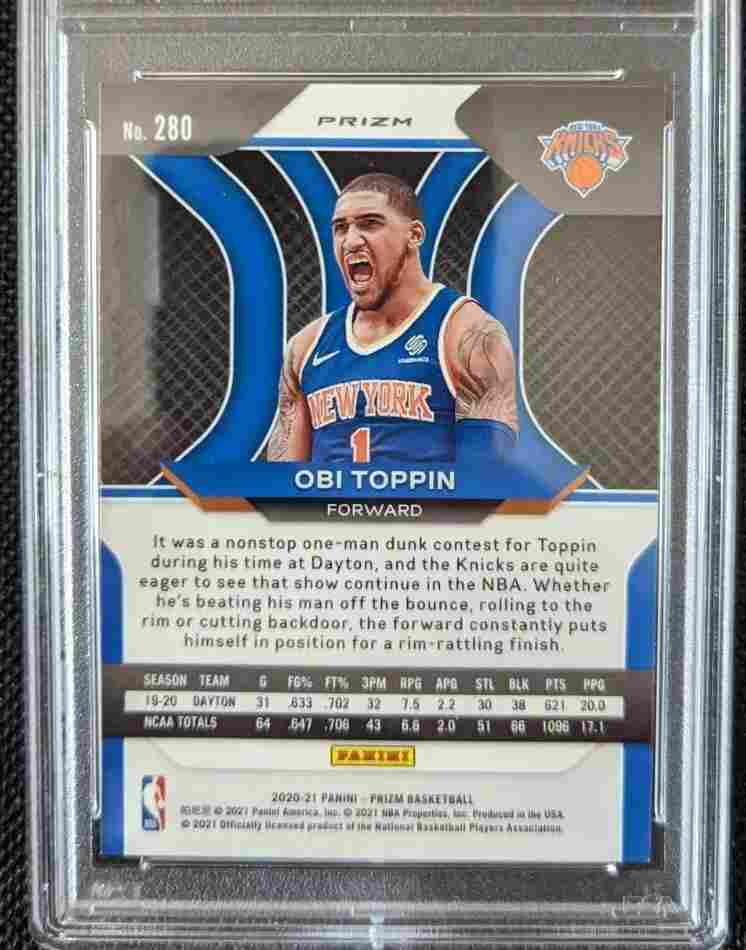 No. 280
PRIZM
NEW YORK
KNICKS
NEW YORK
1
OBI TOPPIN
FORWARD
It was a nonstop one-man dunk contest for Toppin
during his time at Dayton, and the Knicks are quite
eager to see that show continue in the NBA. Whether
he's beating his man off the bounce, rolling to the
rim or cutting backdoor, the forward constantly puts
himself in position for a rim-rattling finish.
SEASON TEAM G FG% FT% 3PM RPG APG STL BLK PTS PPG
19-20 DAYTON 31 .633 .702 32 7.5 2.2 30 38 621 20.0
NCAA TOTALS 64 .647 .706 43 6.6 2.0 51 66 1096 17.1
PANINI
2020-21 PANINI - PRIZM BASKETBALL
© 2021 Panini America, Inc. © 2021 NBA Properties, Inc. Produced in the USA.
© 2021 Officially licensed product of the National Basketball Players Association.